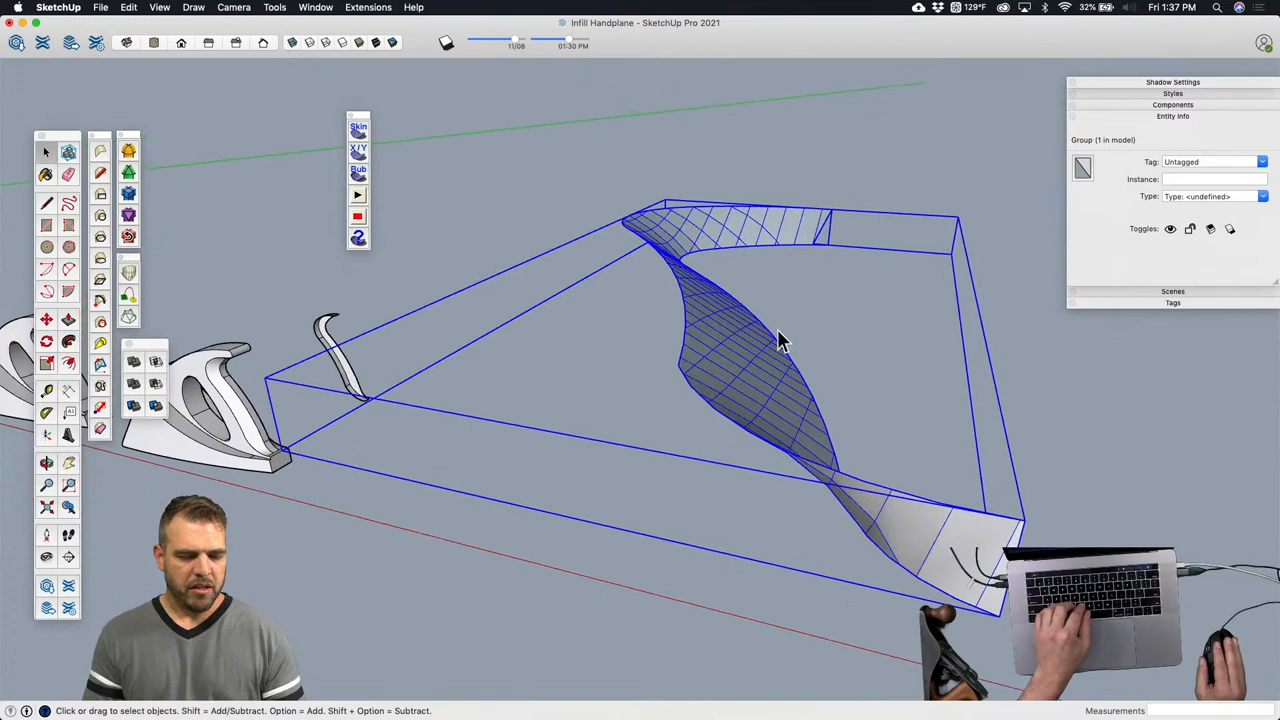 SketchUp File Edit View Draw Camera Tools Window Extensions Help
129°F
32%
Fri 1:37 PM
Infill Handplane - SketchUp Pro 2021
11/08
01:30 PM
Skin
X/Y
Bub
?
Shadow Settings
Styles
Components
Entity Info
Group (1 in model)
Tag: Untagged
Instance:
Type: Type: <undefined>
Toggles:
Scenes
Tags
Click or drag to select objects. Shift = Add/Subtract. Option = Add. Shift + Option = Subtract.
Measurements